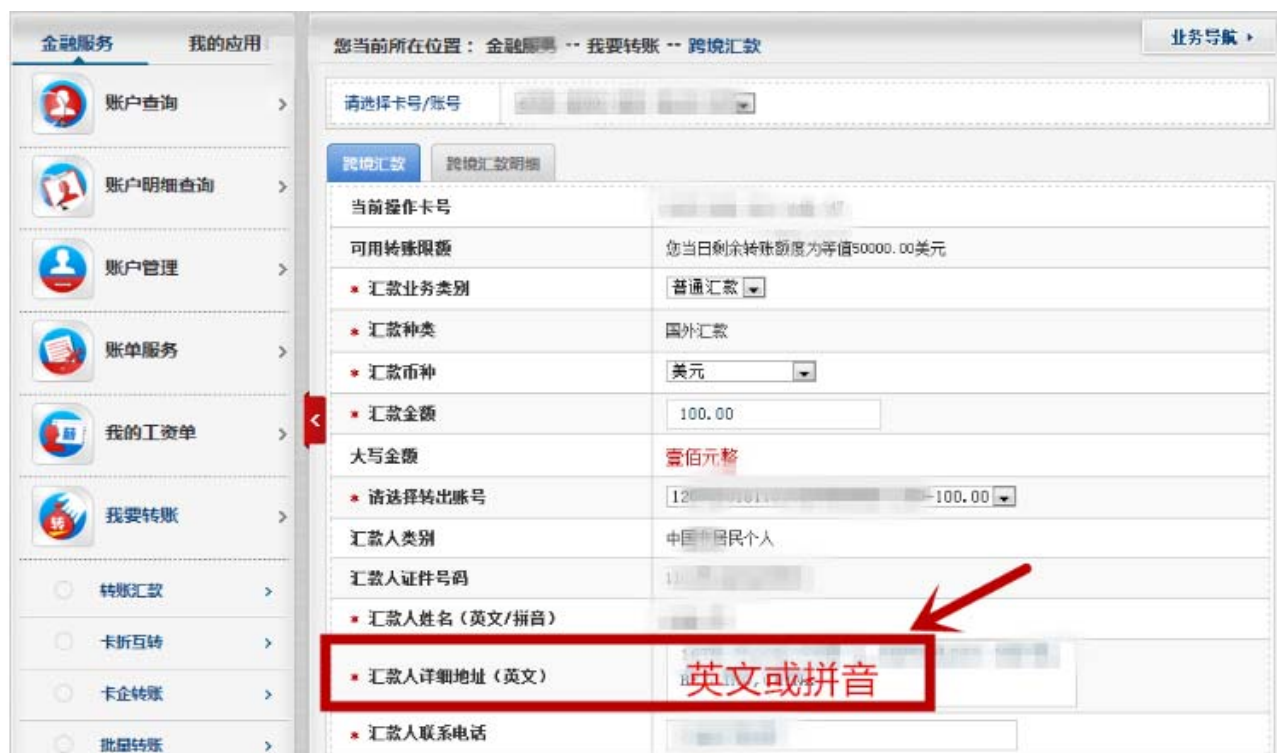 金融服务 我的应用
您当前所在位置： 金融 -- 我要转账 -- 跨境汇款
业务导航
账户查询
请选择卡号/账号
跨境汇款 跨境汇款明细
账户明细查询
当前操作卡号
可用转账限额 您当日剩余转账额度为等值50000.00美元
账户管理
* 汇款业务类别 普通汇款
* 汇款种类 国外汇款
账单服务
* 汇款币种 美元
* 汇款金额 100.00
我的工资单
大写金额 壹佰元整
* 请选择转出账号 -100.00
我要转账
汇款人类别 中国 居民个人
汇款人证件号码
转账汇款
* 汇款人姓名（英文/拼音）
卡折互转
* 汇款人详细地址（英文） 英文或拼音
卡企转账
* 汇款人联系电话
批量转账